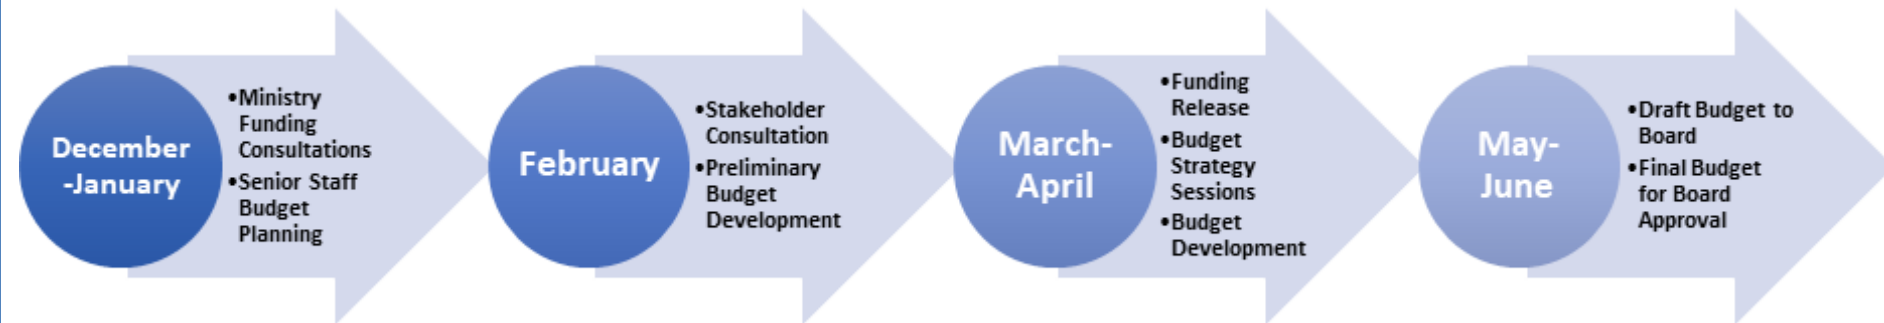 December
-January
•Ministry
Funding
Consultations
•Senior Staff
Budget
Planning
February
•Stakeholder
Consultation
•Preliminary
Budget
Development
March-
April
•Funding
Release
•Budget
Strategy
Sessions
•Budget
Development
May-
June
•Draft Budget to
Board
•Final Budget
for Board
Approval